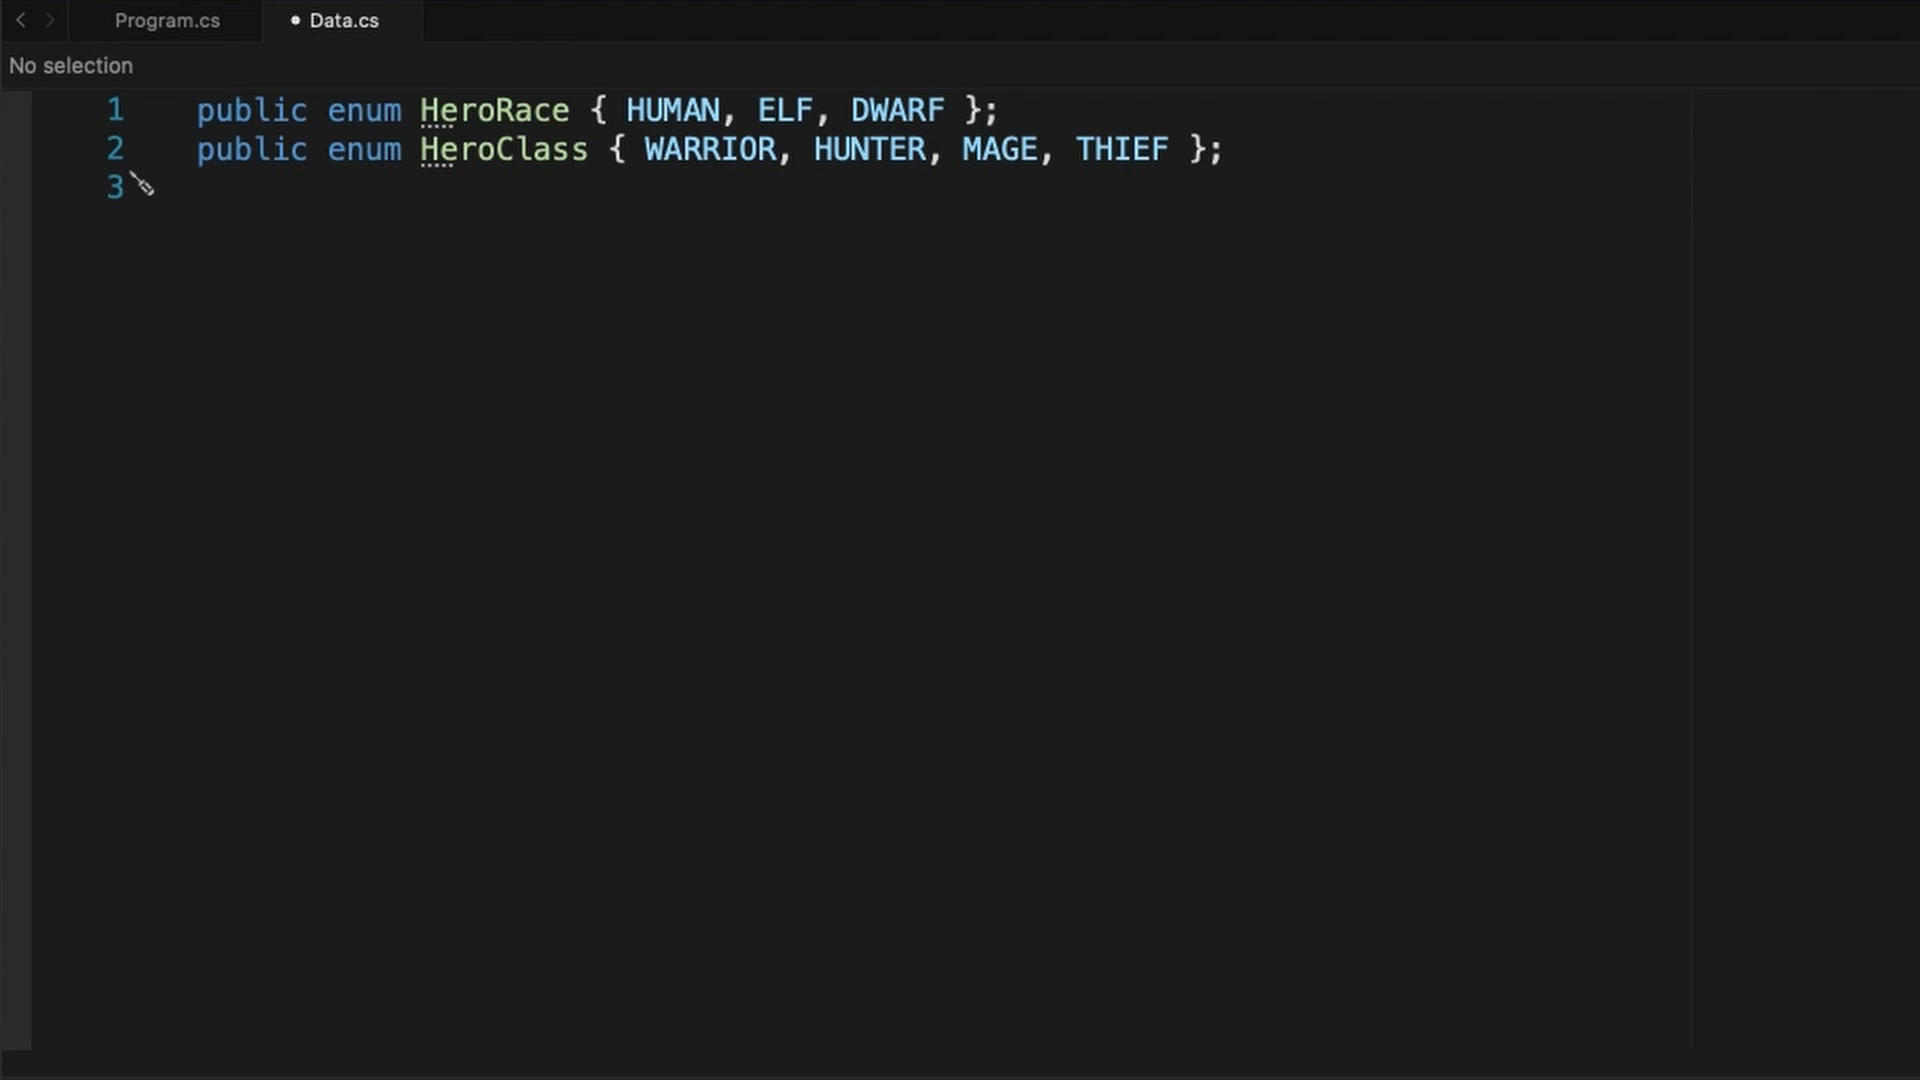 Program.cs Data.cs
No selection
1 public enum HeroRace { HUMAN, ELF, DWARF };
2 public enum HeroClass { WARRIOR, HUNTER, MAGE, THIEF };
3